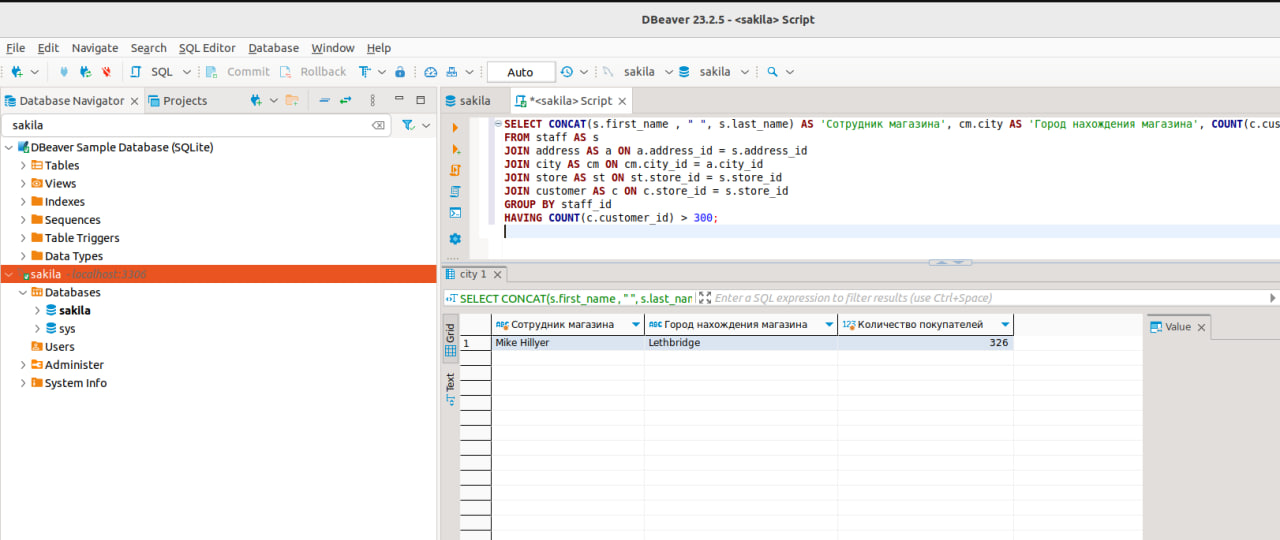 DBeaver 23.2.5 - <sakila> Script
File Edit Navigate Search SQL Editor Database Window Help
SQL Commit Rollback Auto sakila sakila
Database Navigator Projects
sakila
DBeaver Sample Database (SQLite)
Tables
Views
Indexes
Sequences
Table Triggers
Data Types
sakila - localhost:3306
Databases
sakila
sys
Users
Administer
System Info
sakila *<sakila> Script
SELECT CONCAT(s.first_name , " ", s.last_name) AS 'Сотрудник магазина', cm.city AS 'Город нахождения магазина', COUNT(c.cus
FROM staff AS s
JOIN address AS a ON a.address_id = s.address_id
JOIN city AS cm ON cm.city_id = a.city_id
JOIN store AS st ON st.store_id = s.store_id
JOIN customer AS c ON c.store_id = s.store_id
GROUP BY staff_id
HAVING COUNT(c.customer_id) > 300;
city 1
SELECT CONCAT(s.first_name , " ", s.last_nam Enter a SQL expression to filter results (use Ctrl+Space)
Grid
Text
ABC Сотрудник магазина ABC Город нахождения магазина 123 Количество покупателей
1 Mike Hillyer Lethbridge 326
Value